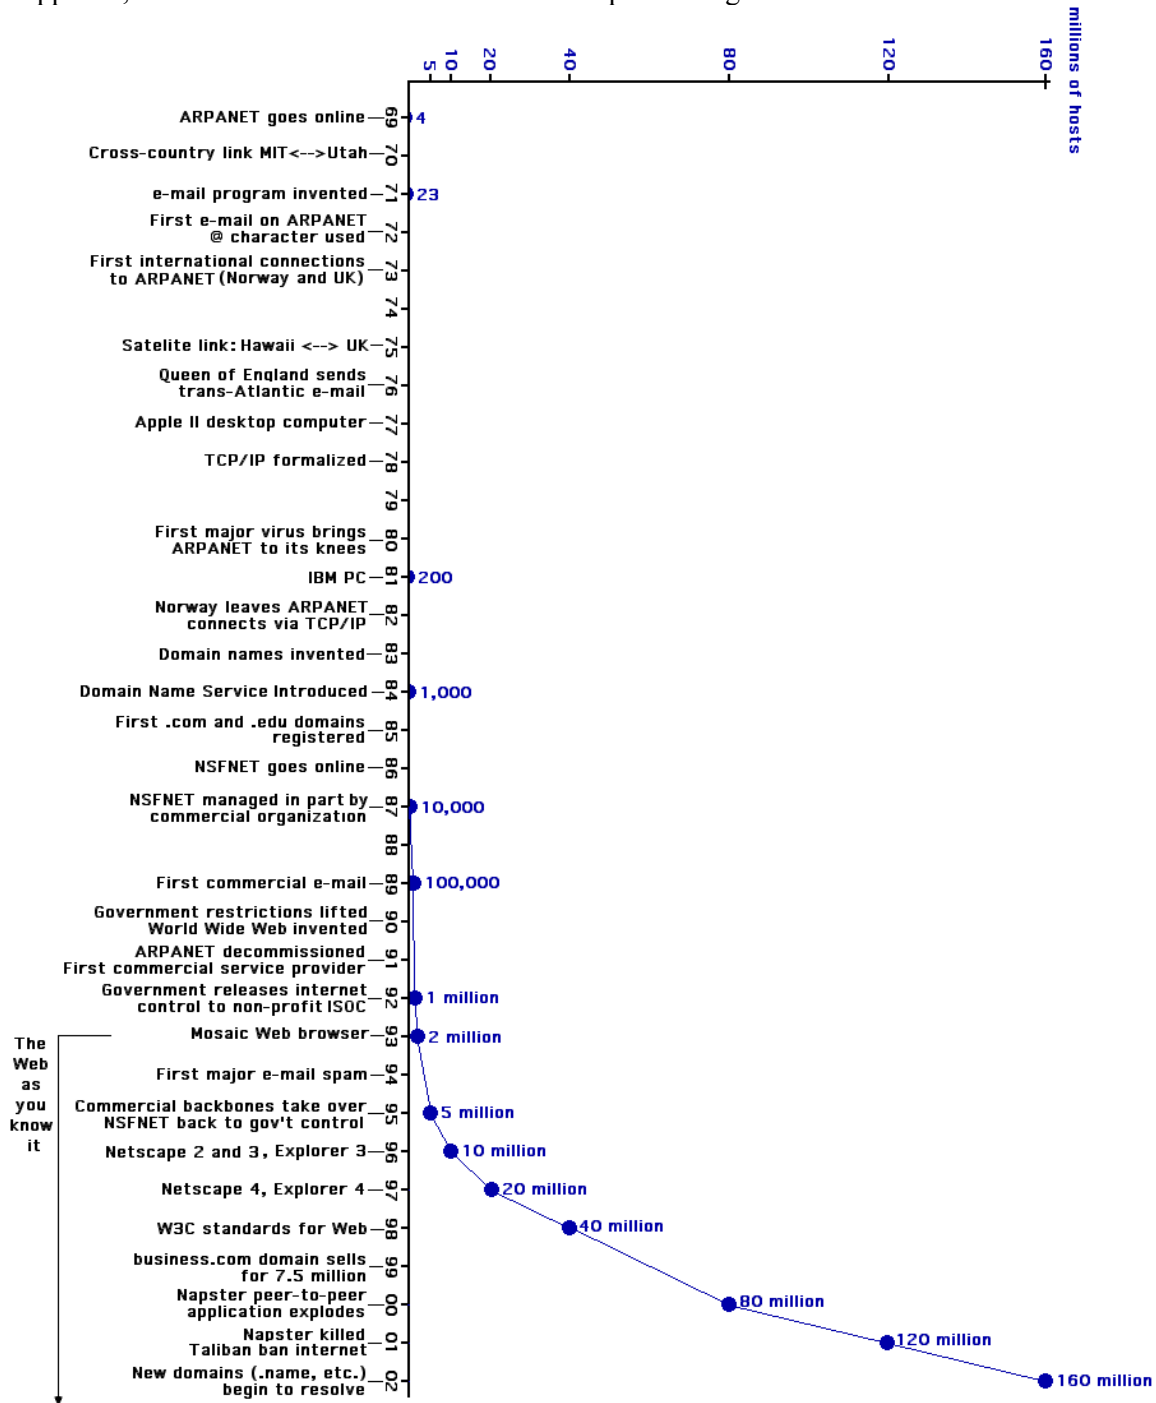 millions of hosts
5 10 20 40 80 120 160
ARPANET goes online 69 4
Cross-country link MIT<-->Utah 70
e-mail program invented 71 23
First e-mail on ARPANET
@ character used 72
First international connections
to ARPANET (Norway and UK) 73
74
Satelite link: Hawaii <--> UK 75
Queen of England sends
trans-Atlantic e-mail 76
Apple II desktop computer 77
TCP/IP formalized 78
79
First major virus brings
ARPANET to its knees 80
IBM PC 81 200
Norway leaves ARPANET
connects via TCP/IP 82
Domain names invented 83
Domain Name Service Introduced 84 1,000
First .com and .edu domains
registered 85
NSFNET goes online 86
NSFNET managed in part by
commercial organization 87 10,000
88
First commercial e-mail 89 100,000
Government restrictions lifted
World Wide Web invented 90
ARPANET decommissioned
First commercial service provider 91
Government releases internet
control to non-profit ISOC 92 1 million
Mosaic Web browser 93 2 million
The
Web
as
you
know
it
First major e-mail spam 94
Commercial backbones take over
NSFNET back to gov't control 95 5 million
Netscape 2 and 3, Explorer 3 96 10 million
Netscape 4, Explorer 4 97 20 million
W3C standards for Web 98 40 million
business.com domain sells
for 7.5 million 99
Napster peer-to-peer
application explodes 00 80 million
Napster killed
Taliban ban internet 01 120 million
New domains (.name, etc.)
begin to resolve 02 160 million